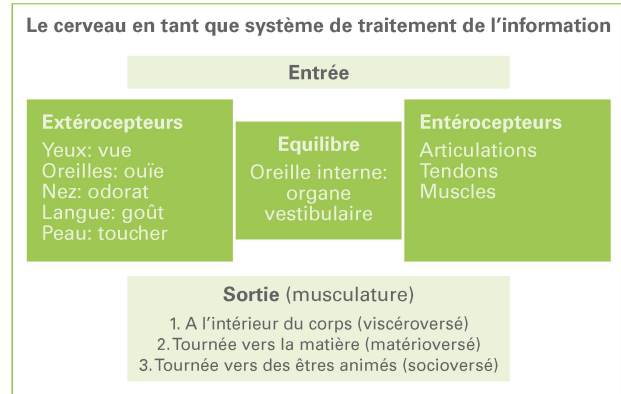 Le cerveau en tant que système de traitement de l'information
Entrée
Extérocepteurs
Yeux: vue
Oreilles: ouïe
Nez: odorat
Langue: goût
Peau: toucher
Equilibre
Oreille interne:
organe
vestibulaire
Entérocepteurs
Articulations
Tendons
Muscles
Sortie (musculature)
1. A l'intérieur du corps (viscéroversé)
2. Tournée vers la matière (matérioversé)
3. Tournée vers des êtres animés (socioversé)